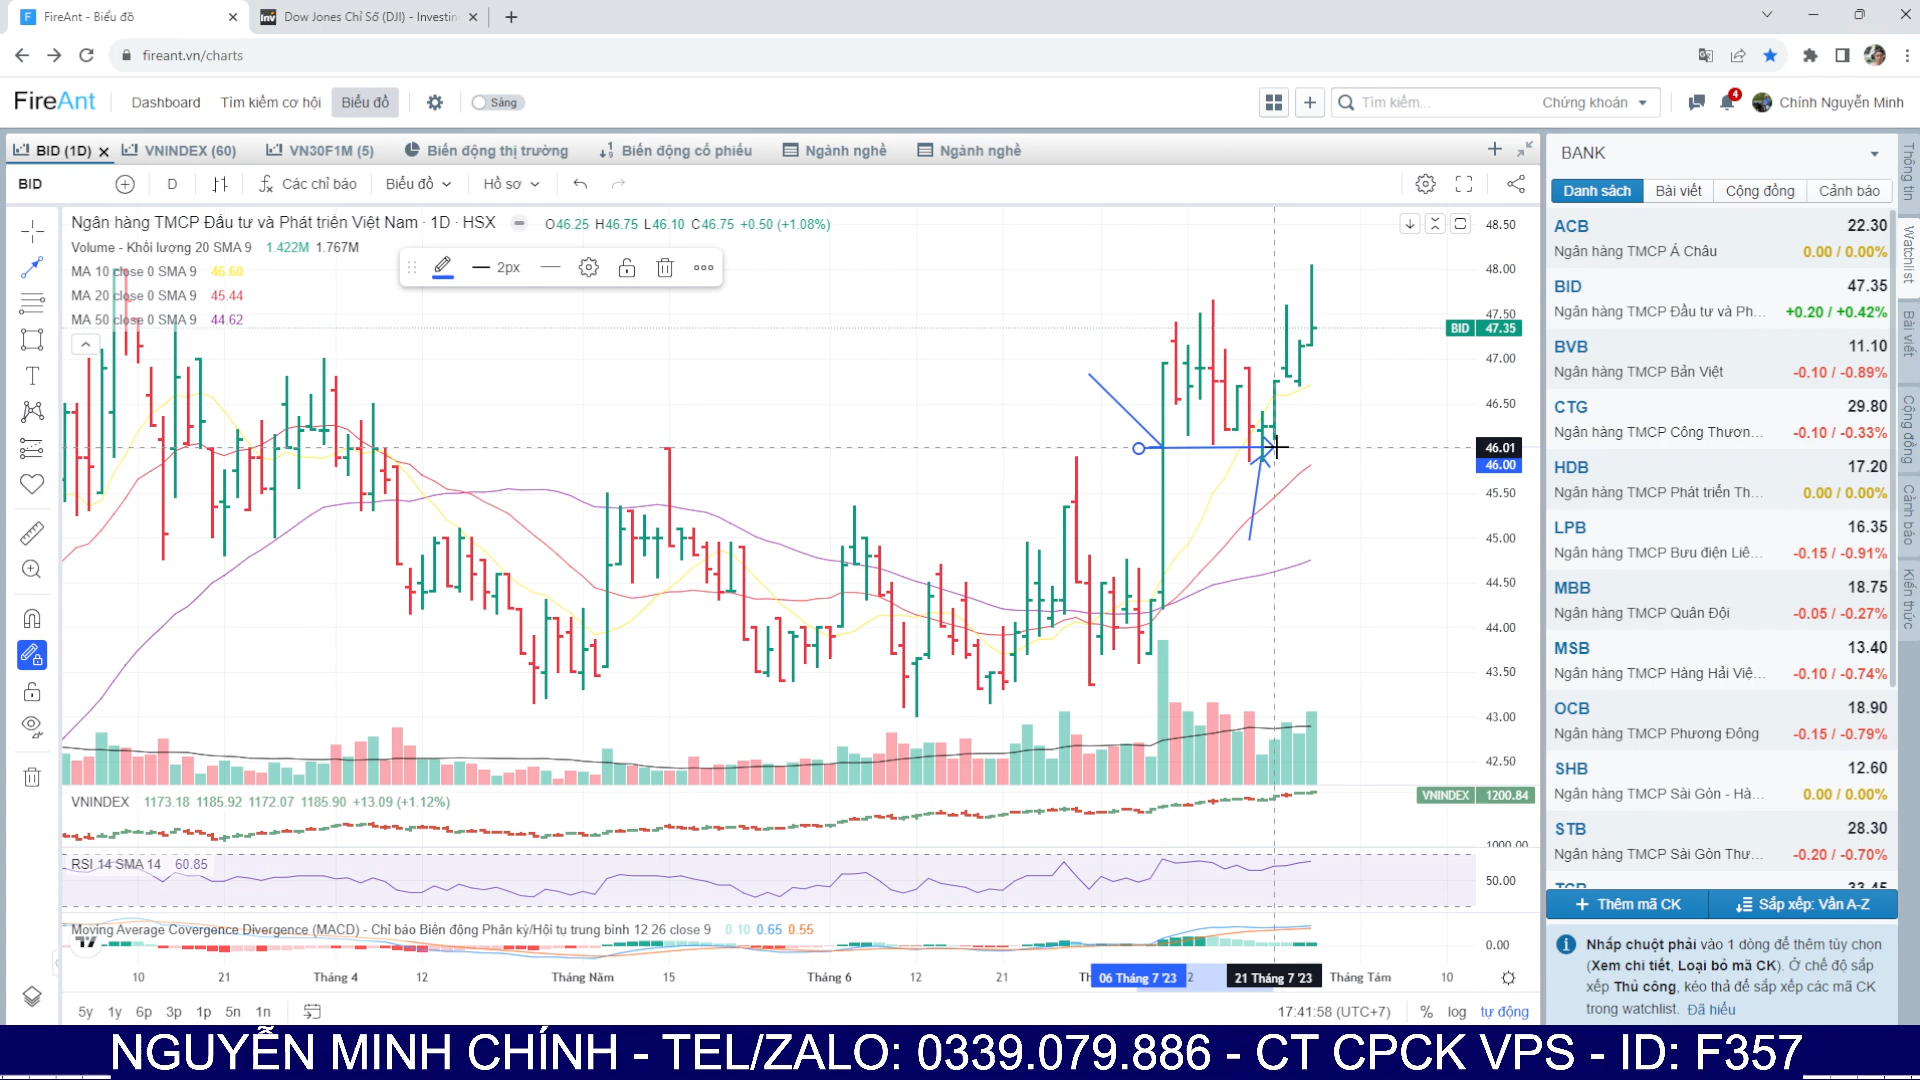 FireAnt - Biểu đồ
Dow Jones Chỉ Số (DJI) - Investin
fireant.vn/charts
FireAnt Dashboard Tìm kiếm cơ hội Biểu đồ Sáng Tìm kiếm... Chứng khoán 4 Chính Nguyễn Minh
BID (1D) VNINDEX (60) VN30F1M (5) Biến động thị trường Biến động cổ phiếu Ngành nghề Ngành nghề
BID D Các chỉ báo Biểu đồ Hồ sơ
Ngân hàng TMCP Đầu tư và Phát triển Việt Nam · 1D · HSX O46.25 H46.75 L46.10 C46.75 +0.50 (+1.08%)
Volume - Khối lượng 20 SMA 9 1.422M 1.767M
MA 10 close 0 SMA 9 46.60
MA 20 close 0 SMA 9 45.44
MA 50 close 0 SMA 9 44.62
2px
48.50
48.00
47.50
BID 47.35
47.00
46.50
46.01
46.00
45.50
45.00
44.50
44.00
43.50
43.00
42.50
VNINDEX 1173.18 1185.92 1172.07 1185.90 +13.09 (+1.12%)
VNINDEX 1200.84
1000.00
RSI 14 SMA 14 60.85
50.00
Moving Average Covergence Divergence (MACD) - Chỉ báo Biến động Phân kỳ/Hội tụ trung bình 12 26 close 9 0.10 0.65 0.55
0.00
10 21 Tháng 4 12 Tháng Năm 15 Tháng 6 12 21 06 Tháng 7 '23 21 Tháng 7 '23 Tháng Tám 10
5y 1y 6p 3p 1p 5n 1n 17:41:58 (UTC+7) % log tự động
BANK
Danh sách Bài viết Cộng đồng Cảnh báo
ACB 22.30
Ngân hàng TMCP Á Châu 0.00 / 0.00%
BID 47.35
Ngân hàng TMCP Đầu tư và Ph... +0.20 / +0.42%
BVB 11.10
Ngân hàng TMCP Bản Việt -0.10 / -0.89%
CTG 29.80
Ngân hàng TMCP Công Thươn... -0.10 / -0.33%
HDB 17.20
Ngân hàng TMCP Phát triển Th... 0.00 / 0.00%
LPB 16.35
Ngân hàng TMCP Bưu điện Liê... -0.15 / -0.91%
MBB 18.75
Ngân hàng TMCP Quân Đội -0.05 / -0.27%
MSB 13.40
Ngân hàng TMCP Hàng Hải Việ... -0.10 / -0.74%
OCB 18.90
Ngân hàng TMCP Phương Đông -0.15 / -0.79%
SHB 12.60
Ngân hàng TMCP Sài Gòn - Hà... 0.00 / 0.00%
STB 28.30
Ngân hàng TMCP Sài Gòn Thư... -0.20 / -0.70%
TCB 33.45
Thêm mã CK Sắp xếp: Vần A-Z
Nhấp chuột phải vào 1 dòng để thêm tùy chọn
(Xem chi tiết, Loại bỏ mã CK). Ở chế độ sắp
xếp Thủ công, kéo thả để sắp xếp các mã CK
trong watchlist. Đã hiểu
Thông tin
Watchlist
Bài viết
Cộng đồng
Cảnh báo
Kiến thức
NGUYỄN MINH CHÍNH - TEL/ZALO: 0339.079.886 - CT CPCK VPS - ID: F357